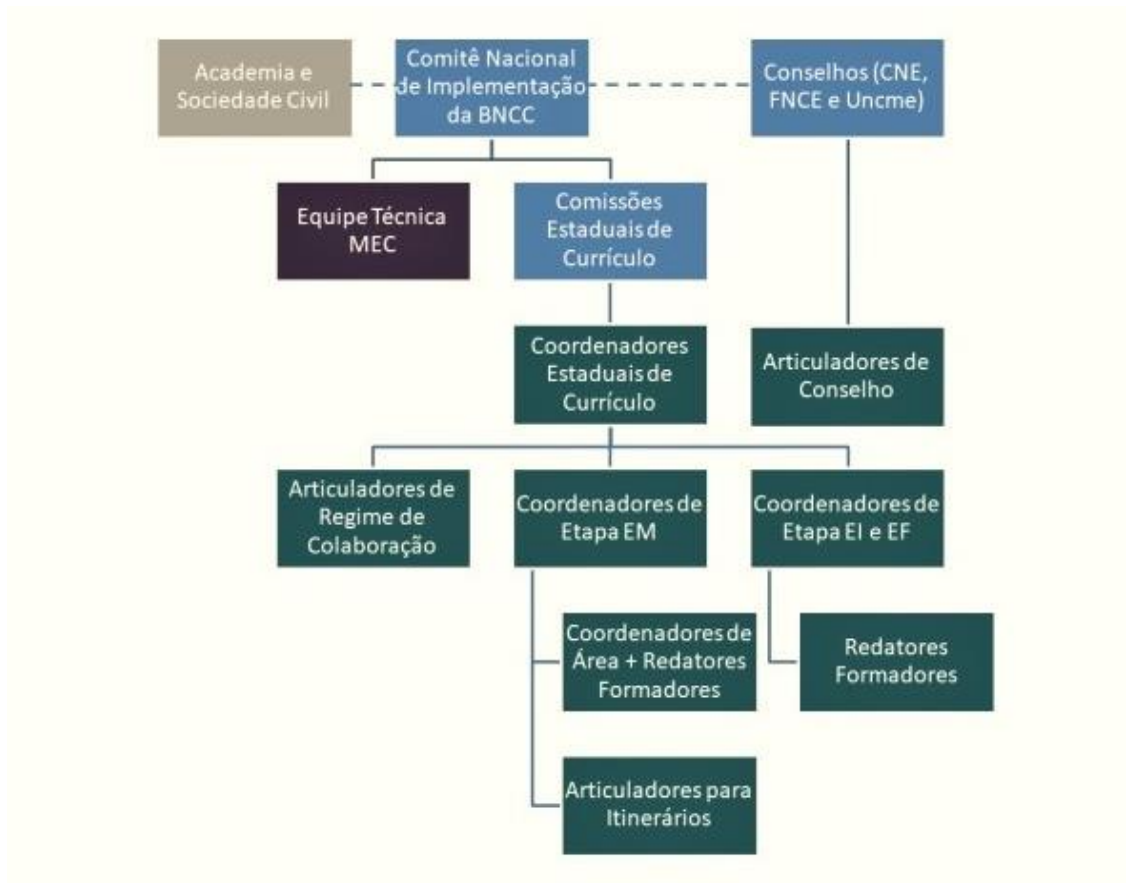 Academia e
Sociedade Civil
Comitê Nacional
de Implementação
da BNCC
Conselhos (CNE,
FNCE e Uncme)
Equipe Técnica
MEC
Comissões
Estaduais de
Currículo
Coordenadores
Estaduais de
Currículo
Articuladores de
Conselho
Articuladores de
Regime de
Colaboração
Coordenadores de
Etapa EM
Coordenadores de
Etapa EI e EF
Coordenadores de
Área + Redatores
Formadores
Redatores
Formadores
Articuladores para
Itinerários